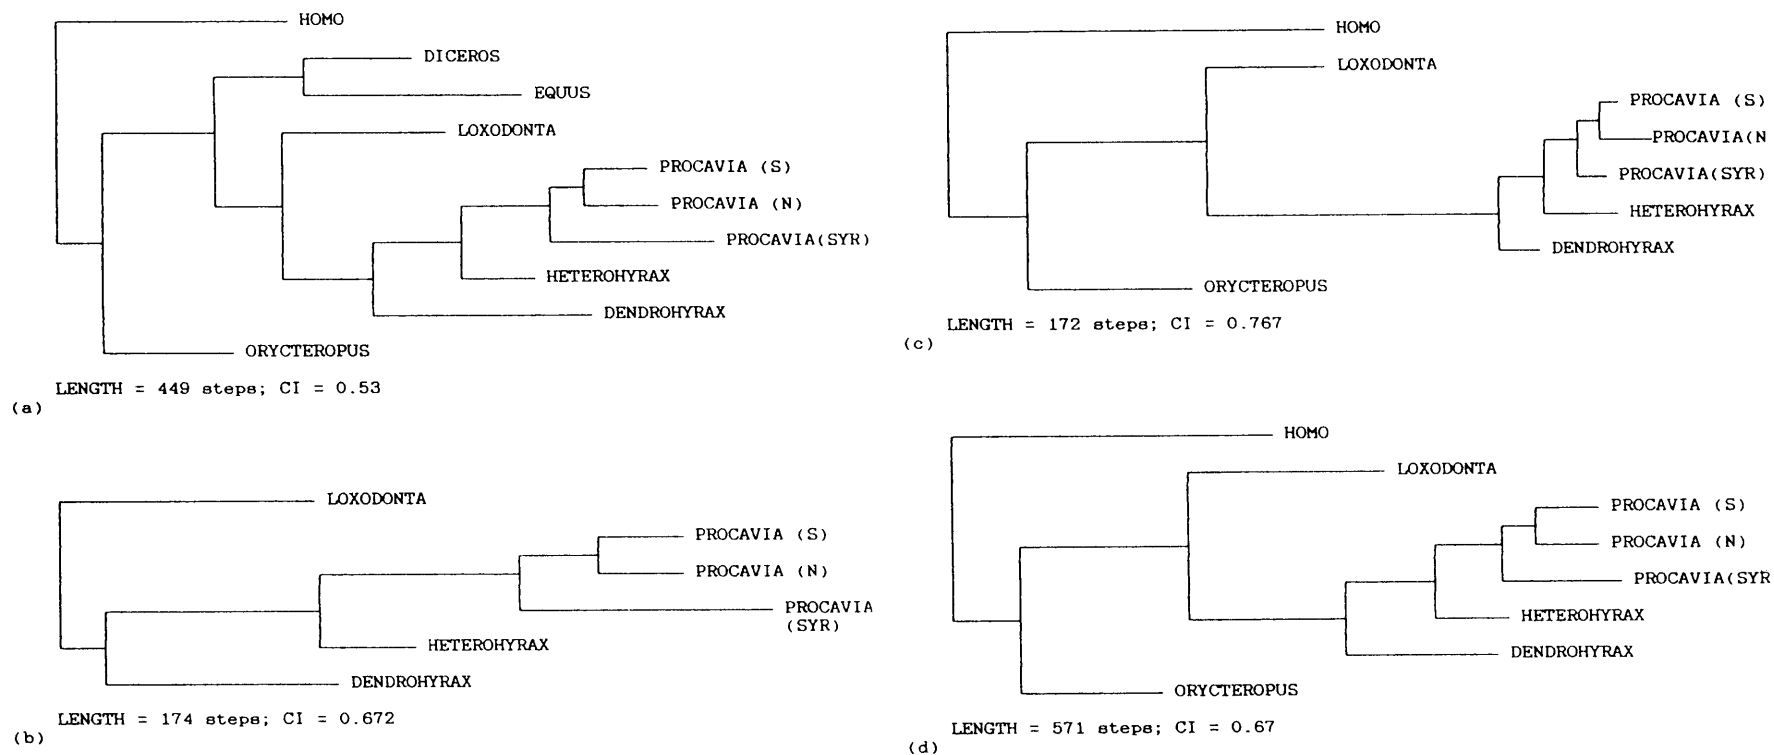 HOMO
DICEROS
EQUUS
LOXODONTA
PROCAVIA (S)
PROCAVIA (N)
PROCAVIA(SYR)
HETEROHYRAX
DENDROHYRAX
ORYCTEROPUS
LENGTH = 449 steps; CI = 0.53
(a)
LOXODONTA
PROCAVIA (S)
PROCAVIA (N)
PROCAVIA
(SYR)
HETEROHYRAX
DENDROHYRAX
LENGTH = 174 steps; CI = 0.672
(b)
HOMO
LOXODONTA
PROCAVIA (S)
PROCAVIA(N
PROCAVIA(SYR)
HETEROHYRAX
DENDROHYRAX
ORYCTEROPUS
LENGTH = 172 steps; CI = 0.767
(c)
HOMO
LOXODONTA
PROCAVIA (S)
PROCAVIA (N)
PROCAVIA(SYR
HETEROHYRAX
DENDROHYRAX
ORYCTEROPUS
LENGTH = 571 steps; CI = 0.67
(d)